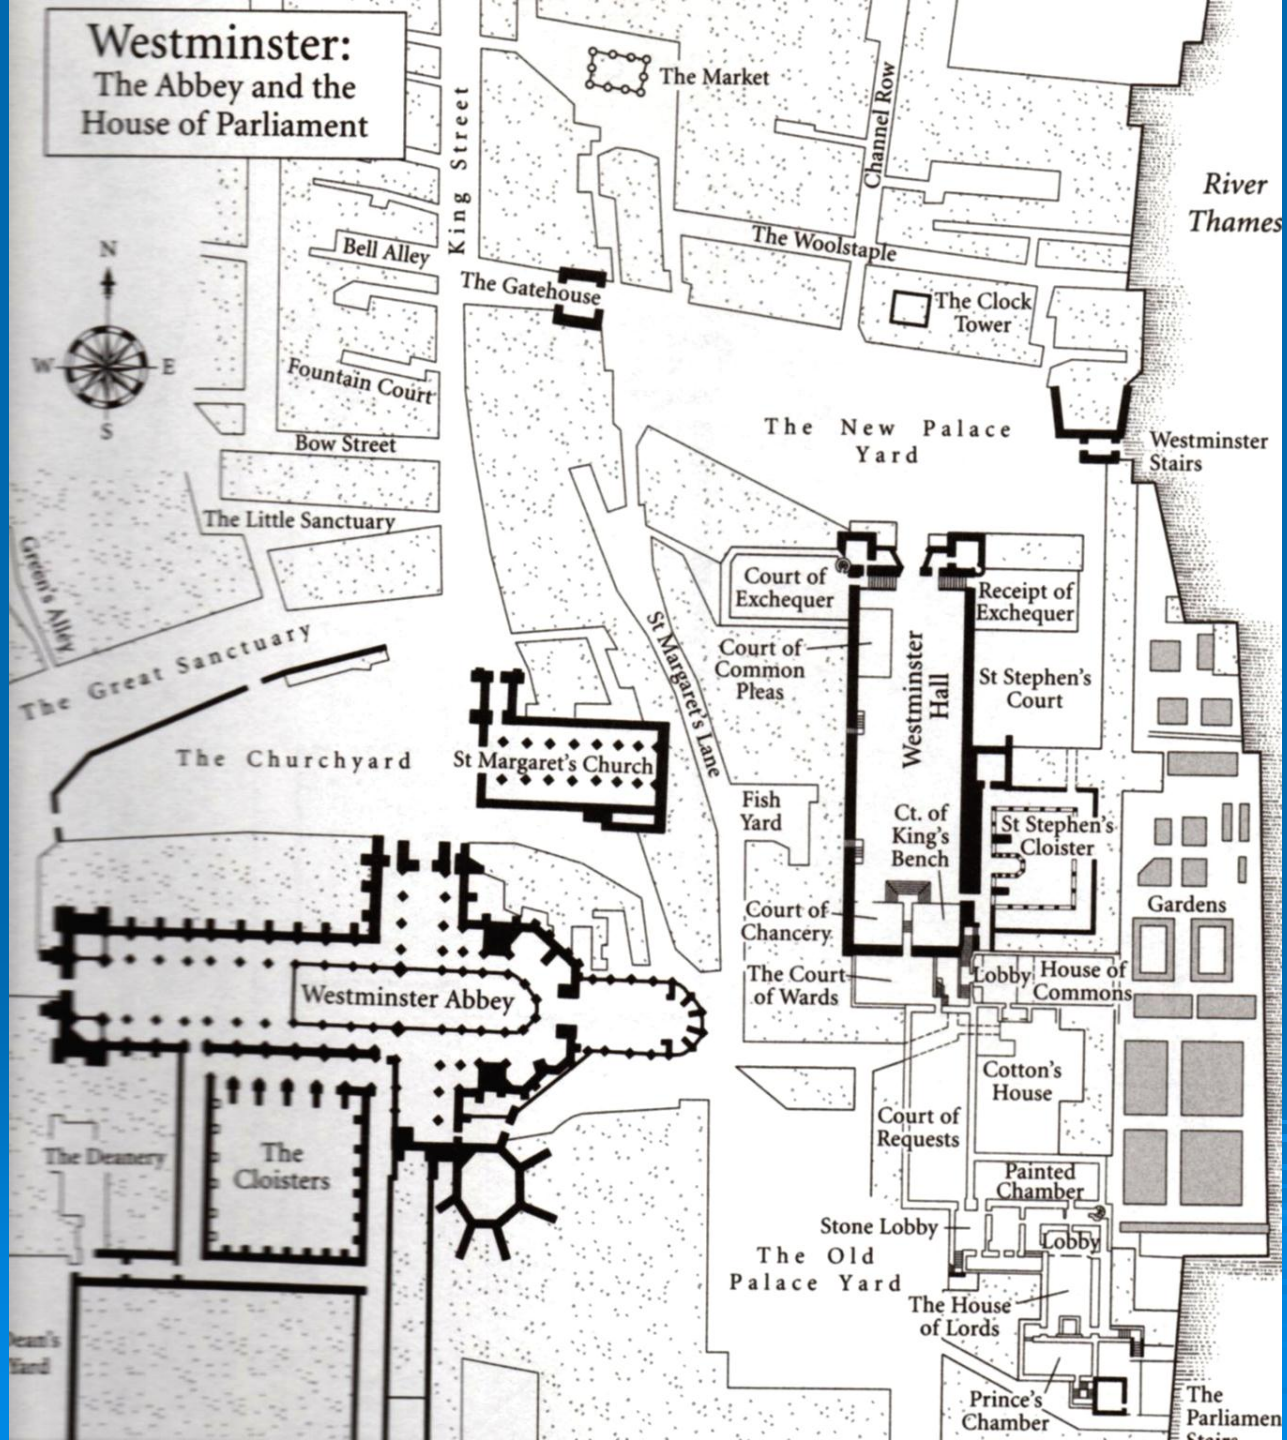 Westminster:
The Abbey and the
House of Parliament
The Market
King Street
Channel Row
River
Thames
The Woolstaple
N
Bell Alley
The Gatehouse
The Clock
Tower
W
E
Fountain Court
S
The New Palace
Yard
Bow Street
Westminster
Stairs
The Little Sanctuary
Green's Alley
Court of
Exchequer
Receipt of
Exchequer
The Great Sanctuary
St Margaret's Lane
Court of
Common
Pleas
Westminster
Hall
St Stephen's
Court
The Churchyard
St Margaret's Church
Fish
Yard
Ct. of
King's
Bench
St Stephen's
Cloister
Gardens
Court of
Chancery
The Court
of Wards
Lobby
House of
Commons
Westminster Abbey
Cotton's
House
Court of
Requests
The Deanery
The
Cloisters
Painted
Chamber
Stone Lobby
Lobby
The Old
Palace Yard
The House
of Lords
ean's
Yard
Prince's
Chamber
The
Parliamen
Stairs